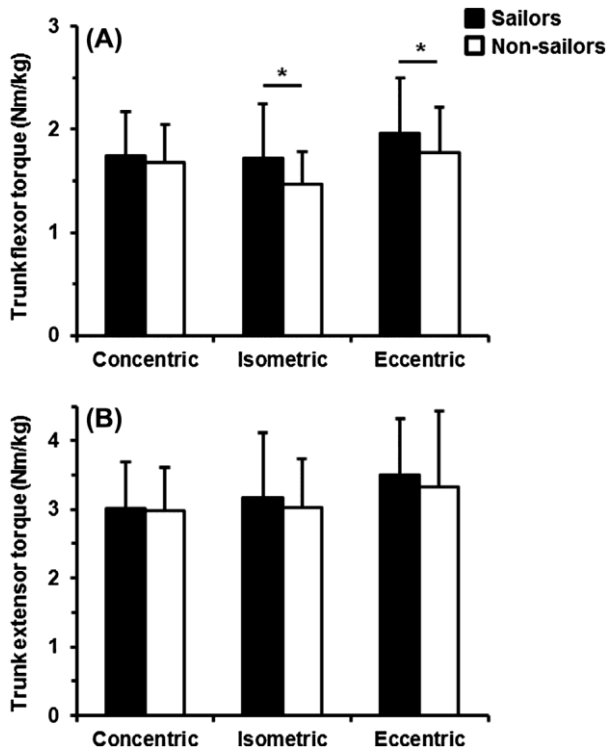 Sailors
Non-sailors
(A)
Trunk flexor torque (Nm/kg)
3
2
1
0
*
*
Concentric Isometric Eccentric
(B)
Trunk extensor torque (Nm/kg)
4
3
2
1
0
Concentric Isometric Eccentric